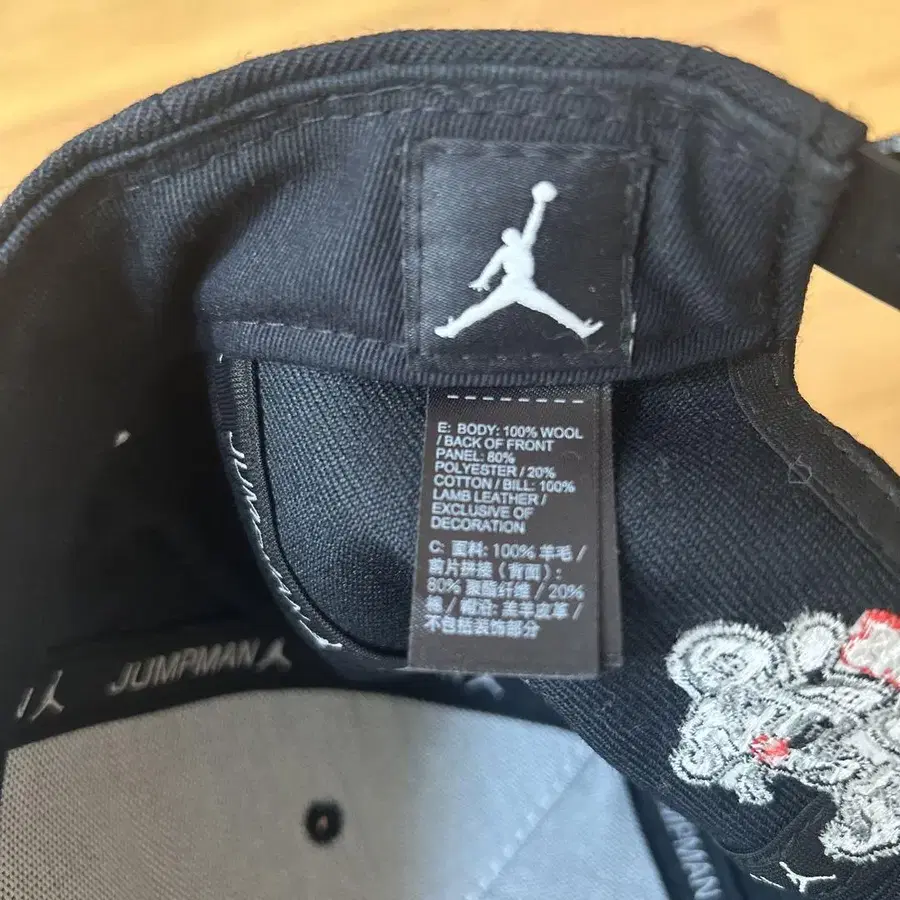 E: BODY: 100% WOOL
/ BACK OF FRONT
PANEL: 80%
POLYESTER / 20%
COTTON / BILL: 100%
LAMB LEATHER /
EXCLUSIVE OF
DECORATION
C: 面料: 100% 羊毛 /
前片拼接（背面）:
80% 聚酯纤维 / 20%
棉 / 帽沿: 羔羊皮革 /
不包括装饰部分
JUMPMAN
JUMPMAN